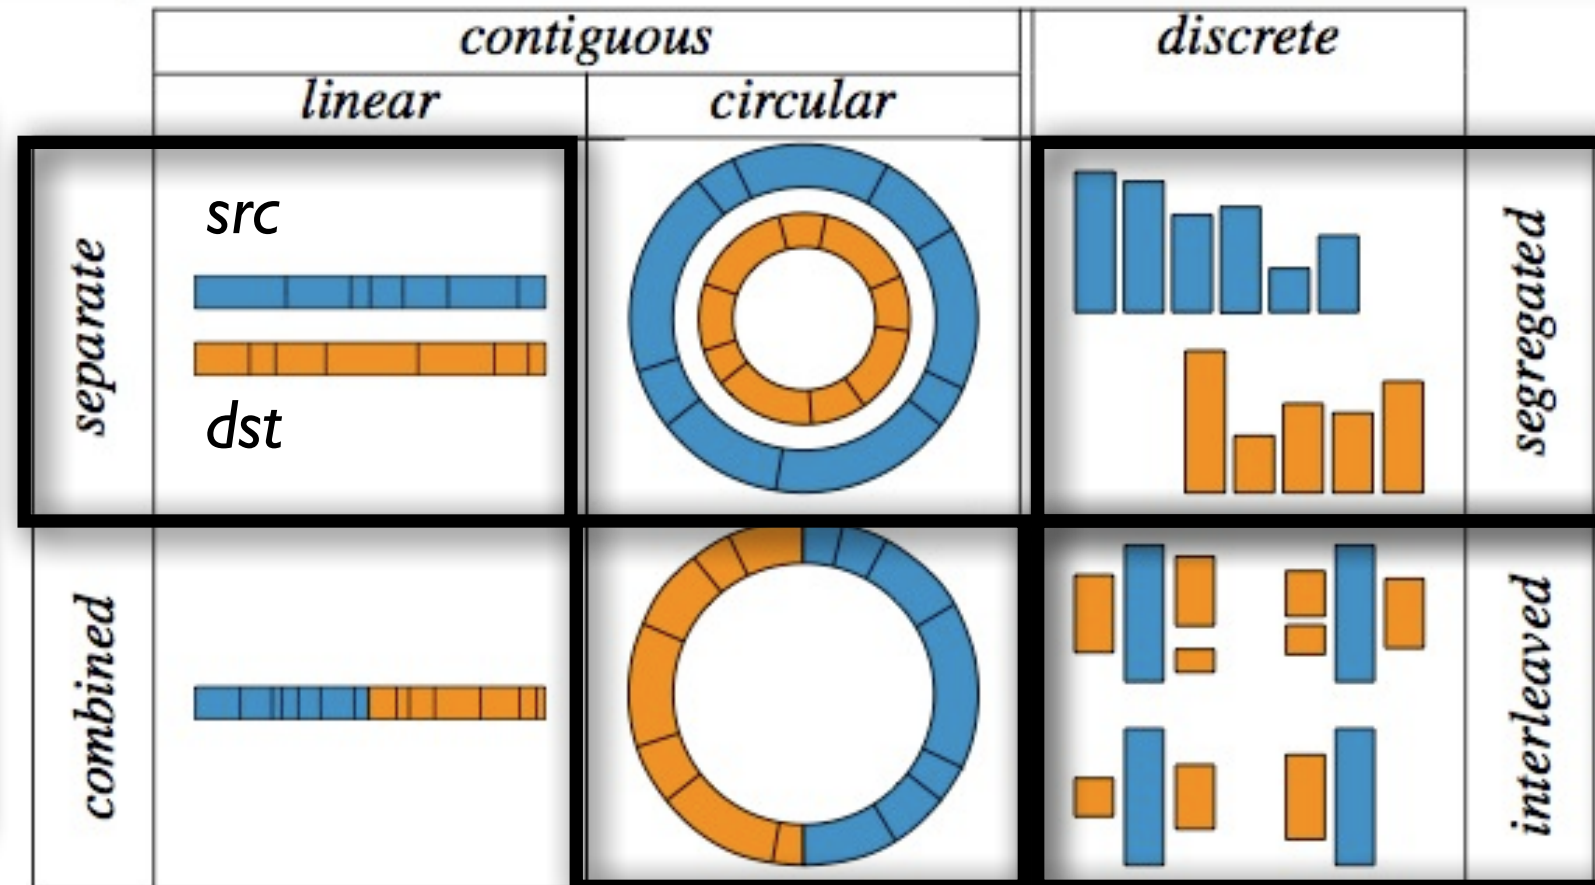 contiguous
discrete
linear
circular
separate
src
dst
segregated
combined
interleaved